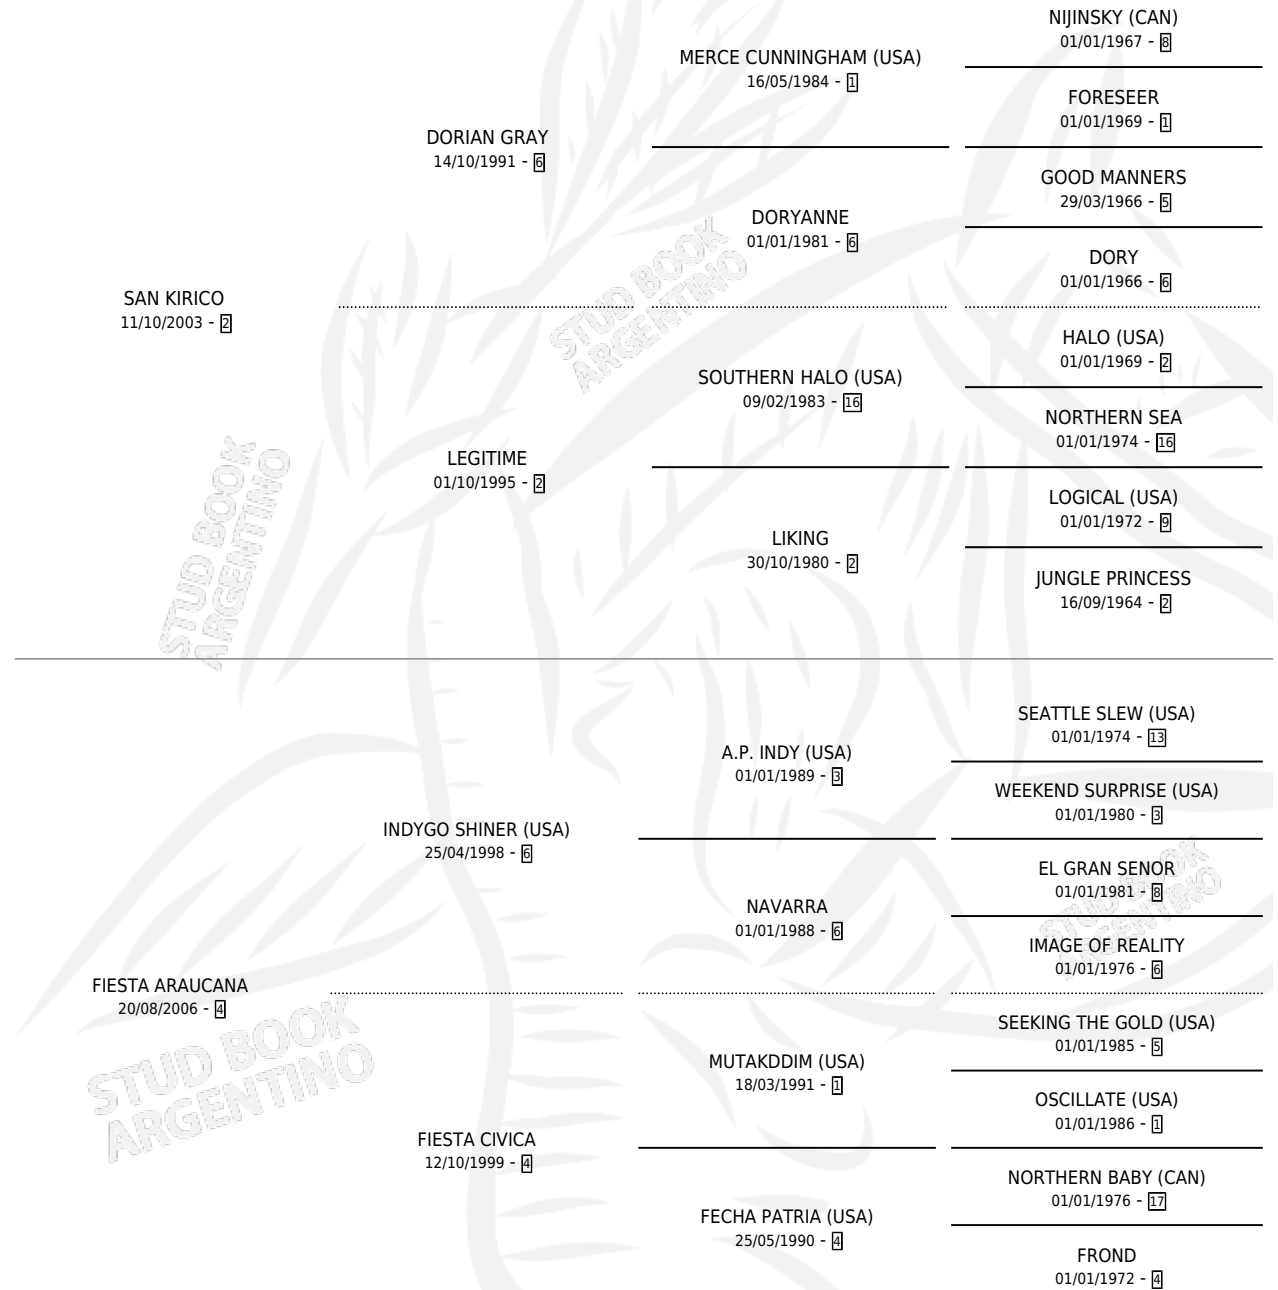 NIJINSKY (CAN)
01/01/1967 - 8
MERCE CUNNINGHAM (USA)
16/05/1984 - 1
FORESEER
01/01/1969 - 1
DORIAN GRAY
14/10/1991 - 6
GOOD MANNERS
29/03/1966 - 5
DORYANNE
01/01/1981 - 6
DORY
01/01/1966 - 6
SAN KIRICO
11/10/2003 - 2
HALO (USA)
01/01/1969 - 2
SOUTHERN HALO (USA)
09/02/1983 - 16
NORTHERN SEA
01/01/1974 - 16
LEGITIME
01/10/1995 - 2
LOGICAL (USA)
01/01/1972 - 9
LIKING
30/10/1980 - 2
JUNGLE PRINCESS
16/09/1964 - 2
SEATTLE SLEW (USA)
01/01/1974 - 13
A.P. INDY (USA)
01/01/1989 - 3
WEEKEND SURPRISE (USA)
01/01/1980 - 3
INDYGO SHINER (USA)
25/04/1998 - 6
EL GRAN SENOR
01/01/1981 - 8
NAVARRA
01/01/1988 - 6
IMAGE OF REALITY
01/01/1976 - 6
FIESTA ARAUCANA
20/08/2006 - 4
SEEKING THE GOLD (USA)
01/01/1985 - 5
MUTAKDDIM (USA)
18/03/1991 - 1
OSCILLATE (USA)
01/01/1986 - 1
FIESTA CIVICA
12/10/1999 - 4
NORTHERN BABY (CAN)
01/01/1976 - 17
FECHA PATRIA (USA)
25/05/1990 - 4
FROND
01/01/1972 - 4
STUD BOOK
ARGENTINO
STUD BOOK
ARGENTINO
STUD BOOK
ARGENTINO
STUD BOOK
ARGENTINO